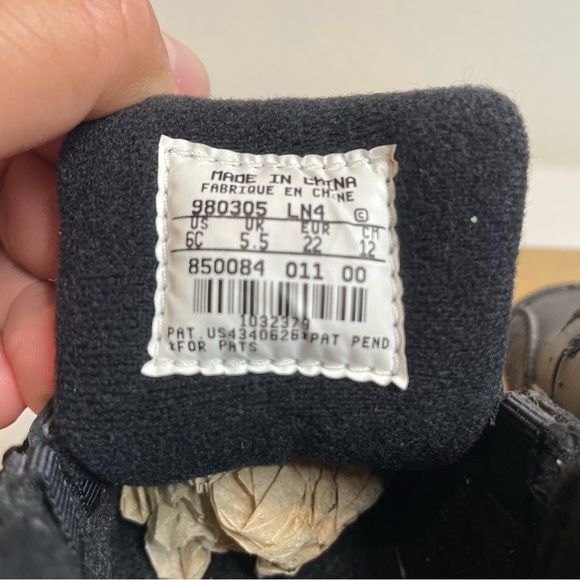 MADE IN CHINA
FABRIQUE EN CHINE
980305 LN4 ©
US UK EUR CM
6C 5.5 22 12
850084 011 00
1032379
PAT. US4340626*PAT PEND
*FOR PATS